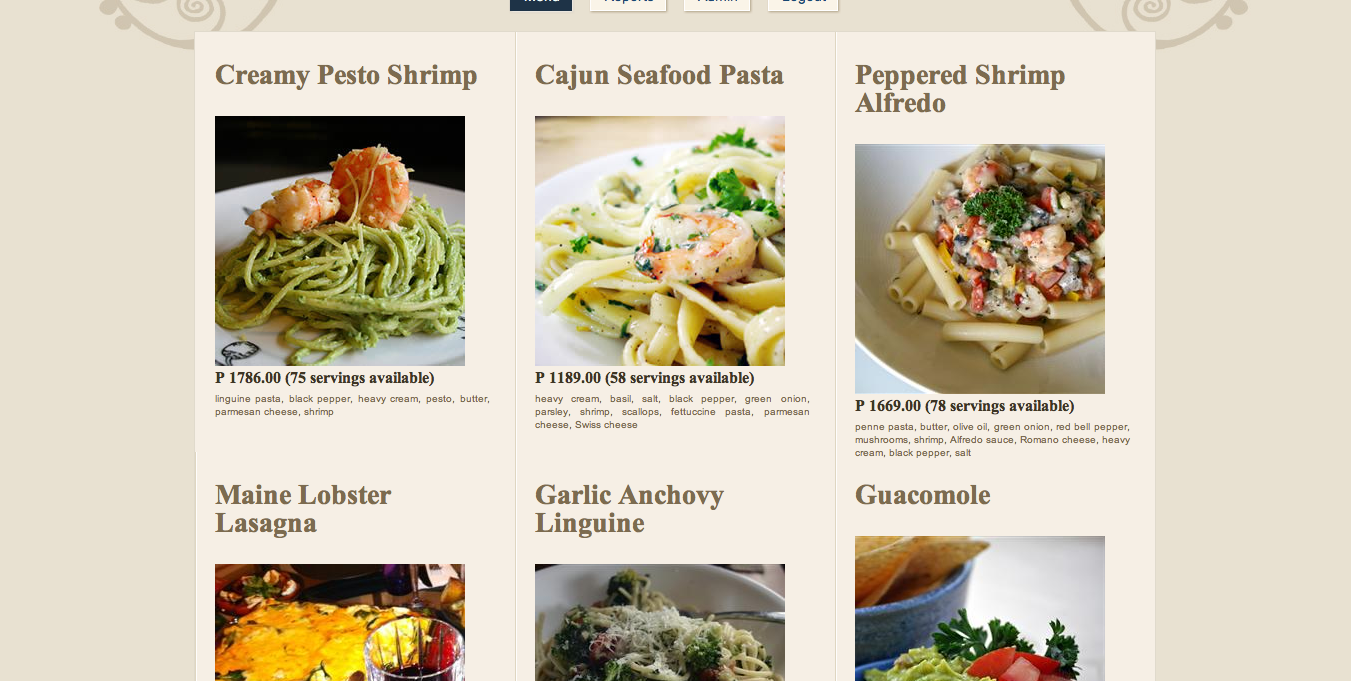 Menu Reports Admin Logout
Creamy Pesto Shrimp
P 1786.00 (75 servings available)
linguine pasta, black pepper, heavy cream, pesto, butter,
parmesan cheese, shrimp
Cajun Seafood Pasta
P 1189.00 (58 servings available)
heavy cream, basil, salt, black pepper, green onion,
parsley, shrimp, scallops, fettuccine pasta, parmesan
cheese, Swiss cheese
Peppered Shrimp
Alfredo
P 1669.00 (78 servings available)
penne pasta, butter, olive oil, green onion, red bell pepper,
mushrooms, shrimp, Alfredo sauce, Romano cheese, heavy
cream, black pepper, salt
Maine Lobster
Lasagna
Garlic Anchovy
Linguine
Guacomole